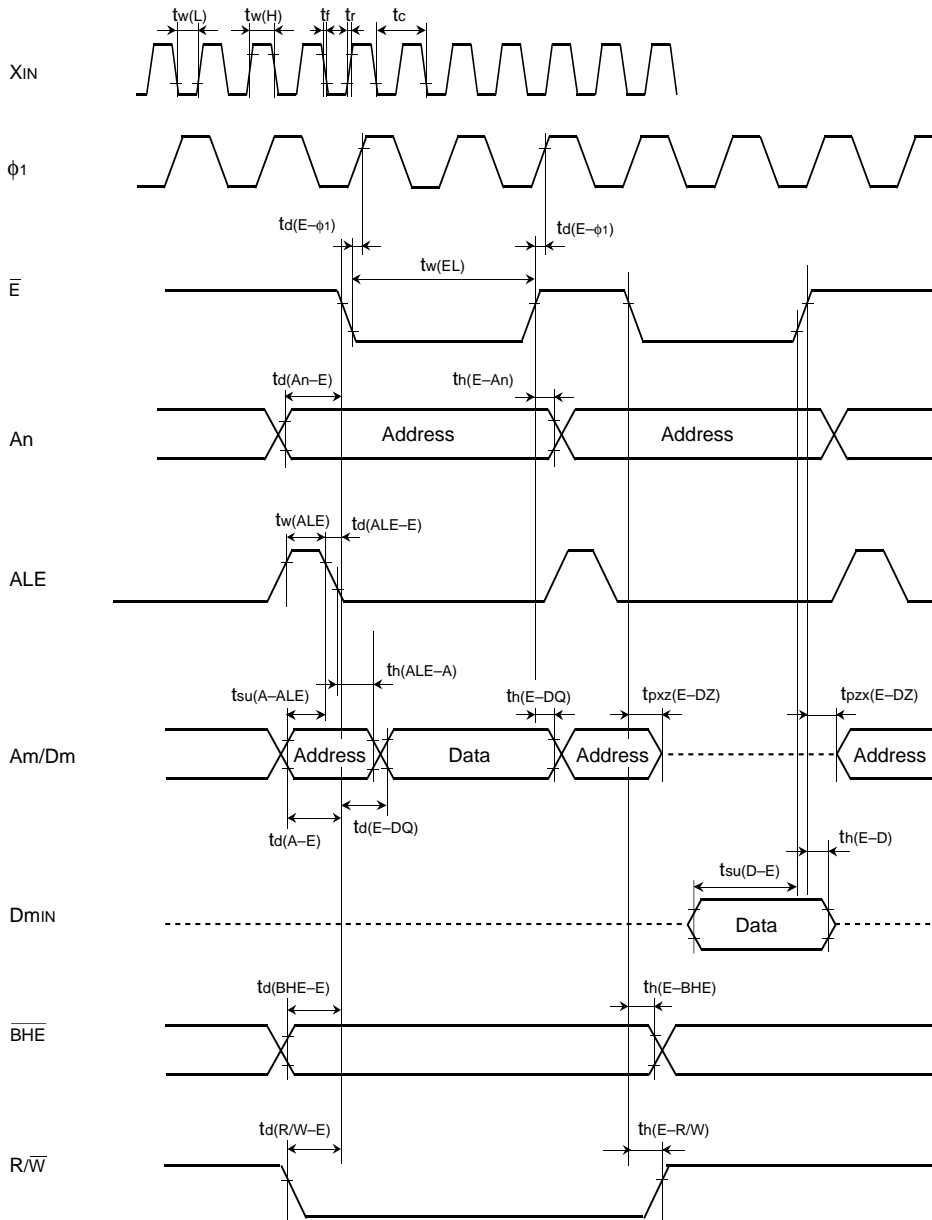 tw(L) tw(H) tf tr tc
XIN
ϕ1
td(E–ϕ1) td(E–ϕ1)
tw(EL)
E̅
td(An–E) th(E–An)
An Address Address
tw(ALE) td(ALE–E)
ALE
th(ALE–A)
tsu(A–ALE) th(E–DQ) tpxz(E–DZ) tpzx(E–DZ)
Am/Dm Address Data Address Address
td(A–E) td(E–DQ)
th(E–D)
tsu(D–E)
DmIN Data
td(BHE–E) th(E–BHE)
B̅H̅E̅
td(R/W–E) th(E–R/W)
R/W̅